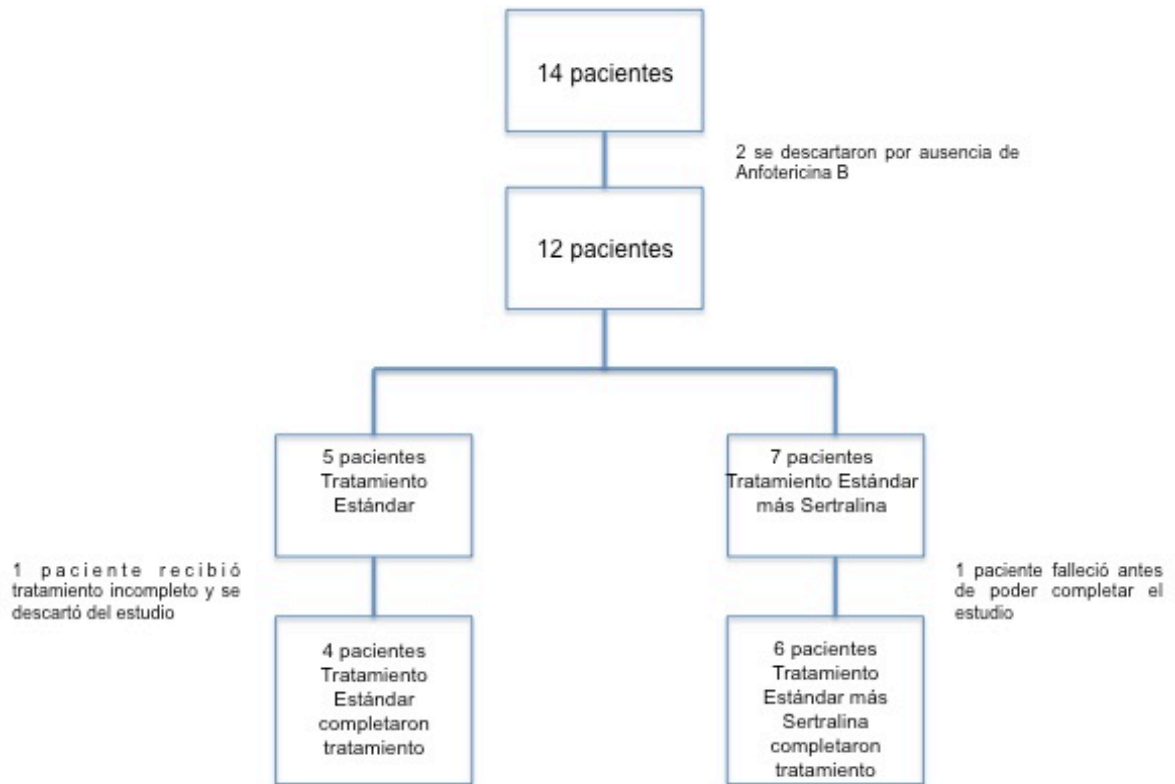 14 pacientes
2 se descartaron por ausencia de
Anfotericina B
12 pacientes
5 pacientes
Tratamiento
Estándar
7 pacientes
Tratamiento Estándar
más Sertralina
1 paciente recibió
tratamiento incompleto y se
descartó del estudio
1 paciente falleció antes
de poder completar el
estudio
4 pacientes
Tratamiento
Estándar
completaron
tratamiento
6 pacientes
Tratamiento
Estándar más
Sertralina
completaron
tratamiento